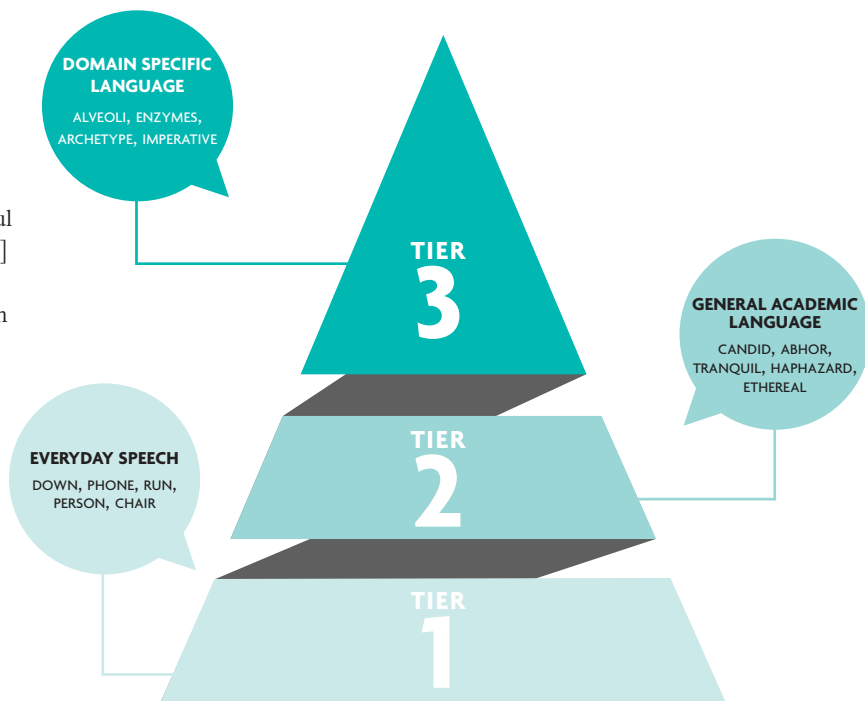 DOMAIN SPECIFIC
LANGUAGE
ALVEOLI, ENZYMES,
ARCHETYPE, IMPERATIVE
TIER
3
GENERAL ACADEMIC
LANGUAGE
CANDID, ABHOR,
TRANQUIL, HAPHAZARD,
ETHEREAL
TIER
2
EVERYDAY SPEECH
DOWN, PHONE, RUN,
PERSON, CHAIR
TIER
1